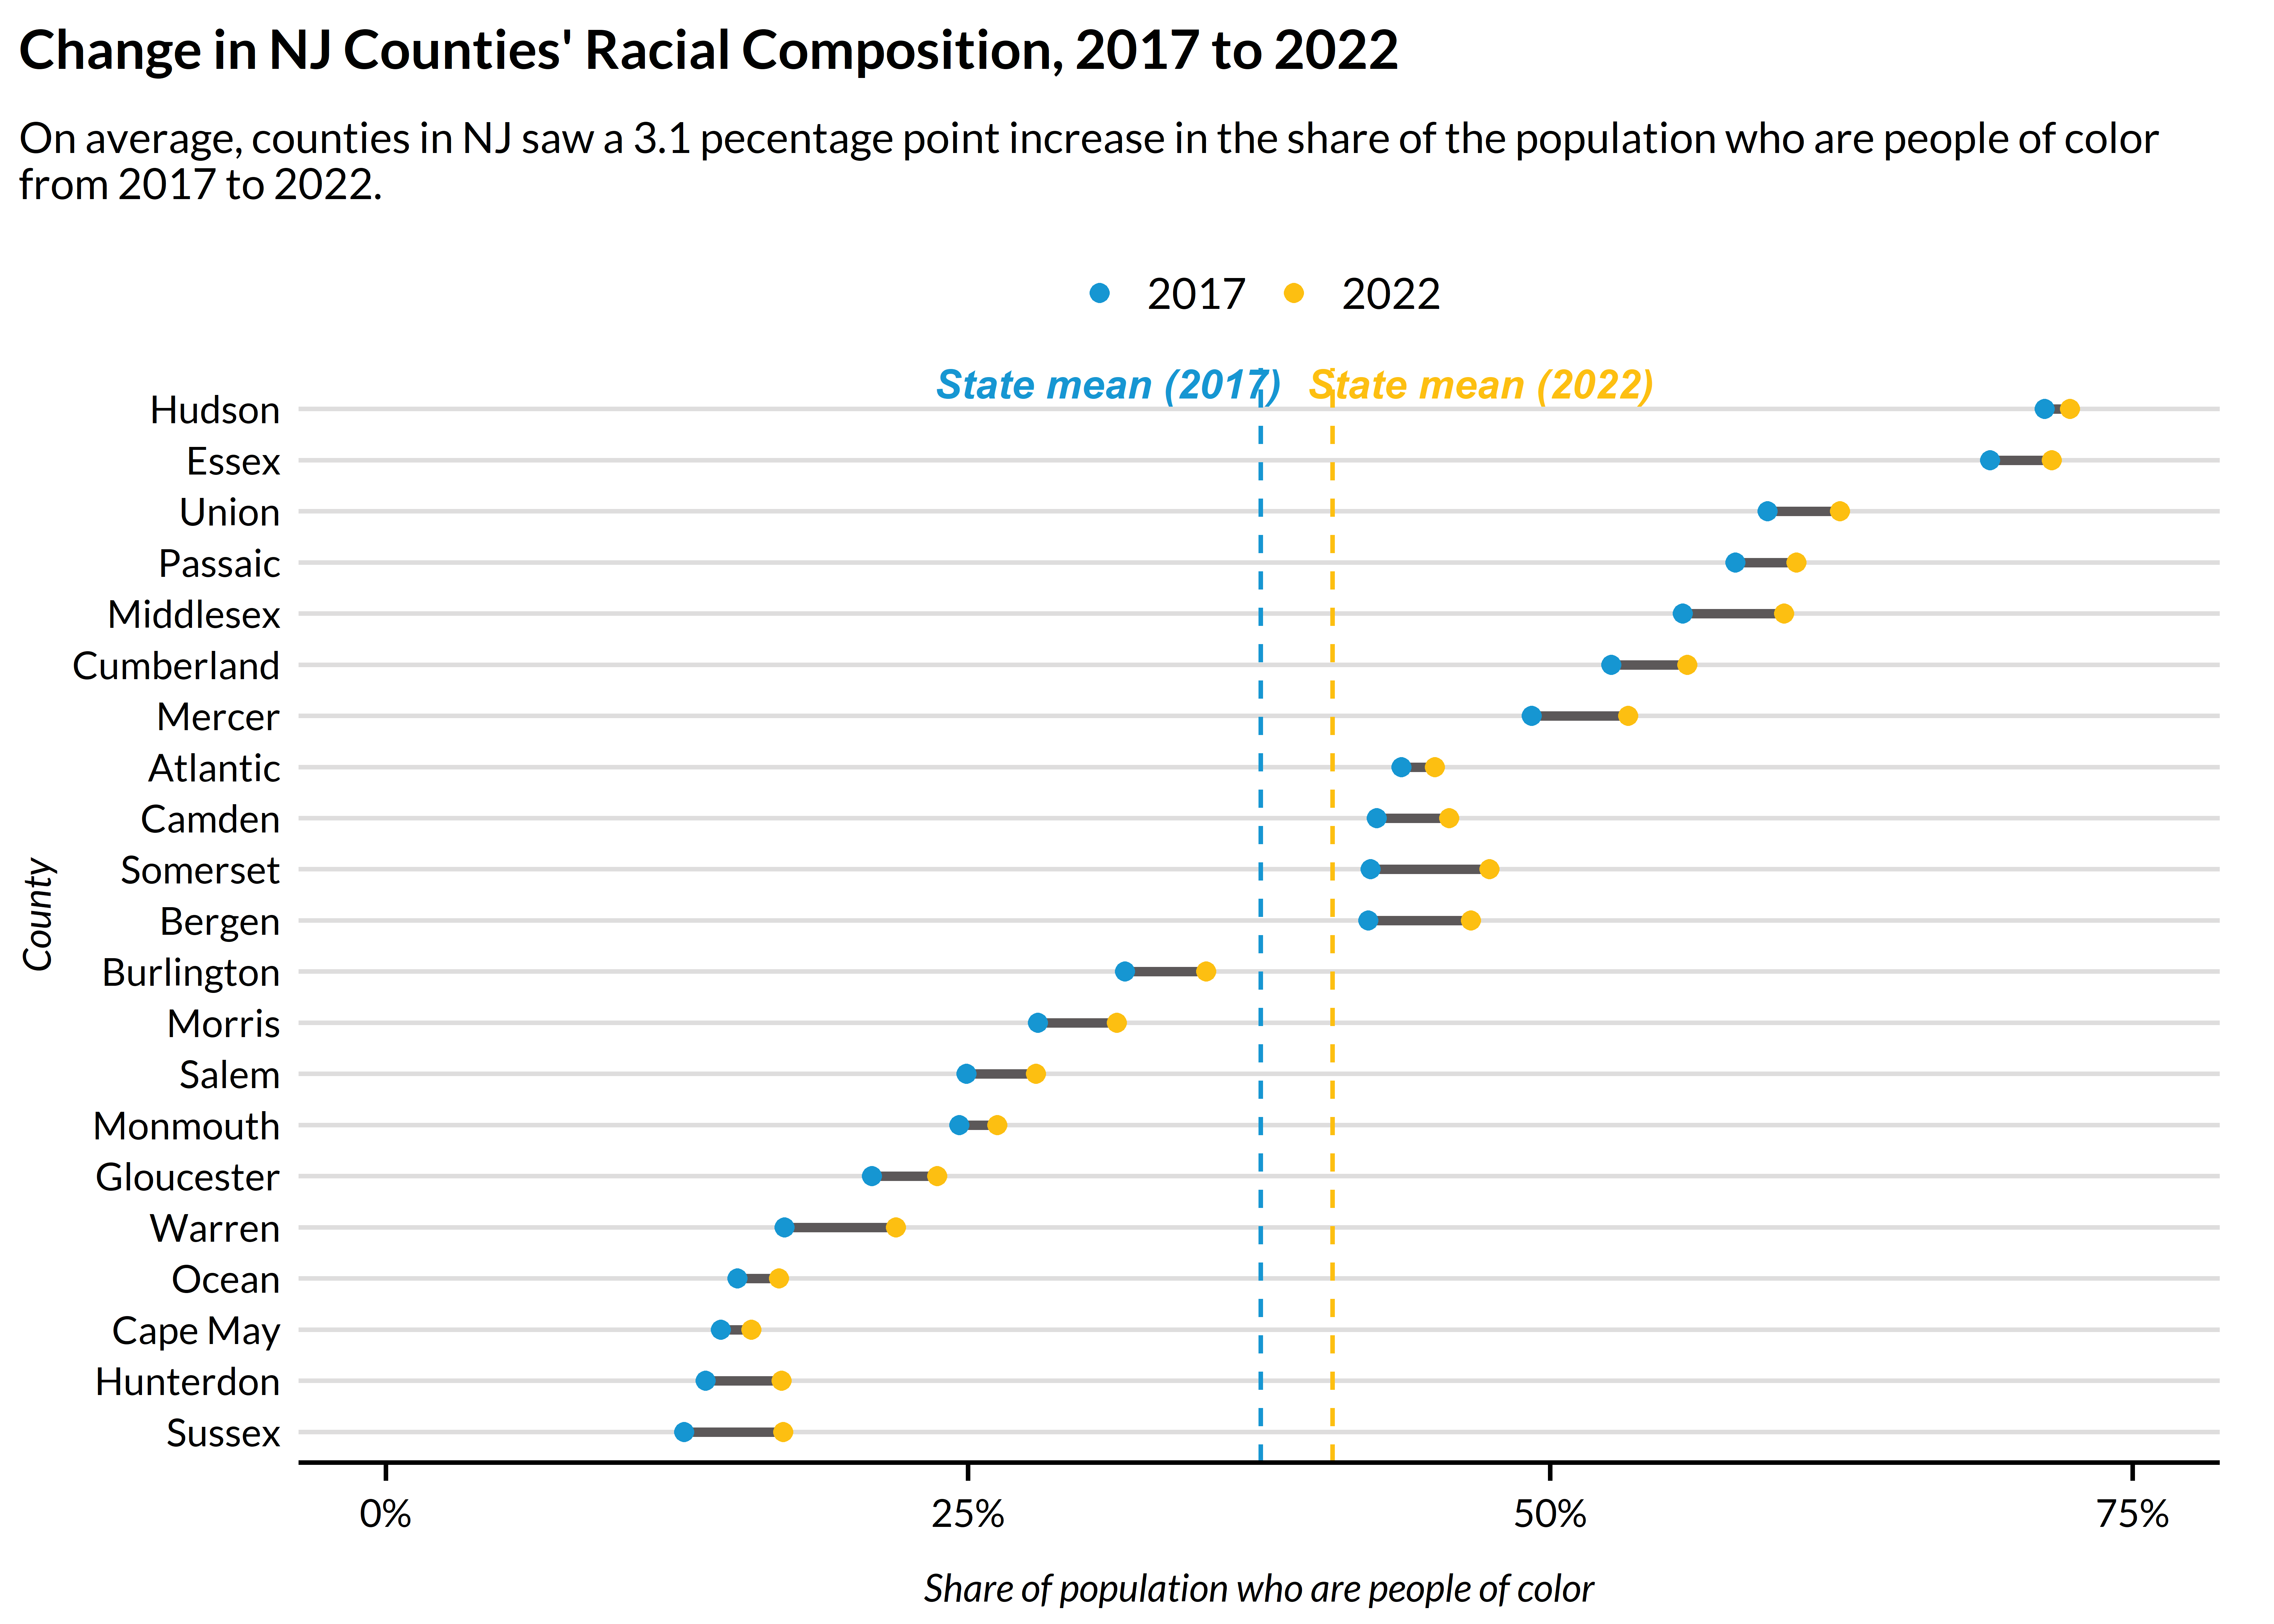 Change in NJ Counties' Racial Composition, 2017 to 2022
On average, counties in NJ saw a 3.1 pecentage point increase in the share of the population who are people of color
from 2017 to 2022.
2017 2022
State mean (2017) State mean (2022)
Hudson
Essex
Union
Passaic
Middlesex
Cumberland
Mercer
Atlantic
Camden
Somerset
Bergen
Burlington
Morris
Salem
Monmouth
Gloucester
Warren
Ocean
Cape May
Hunterdon
Sussex
County
0% 25% 50% 75%
Share of population who are people of color